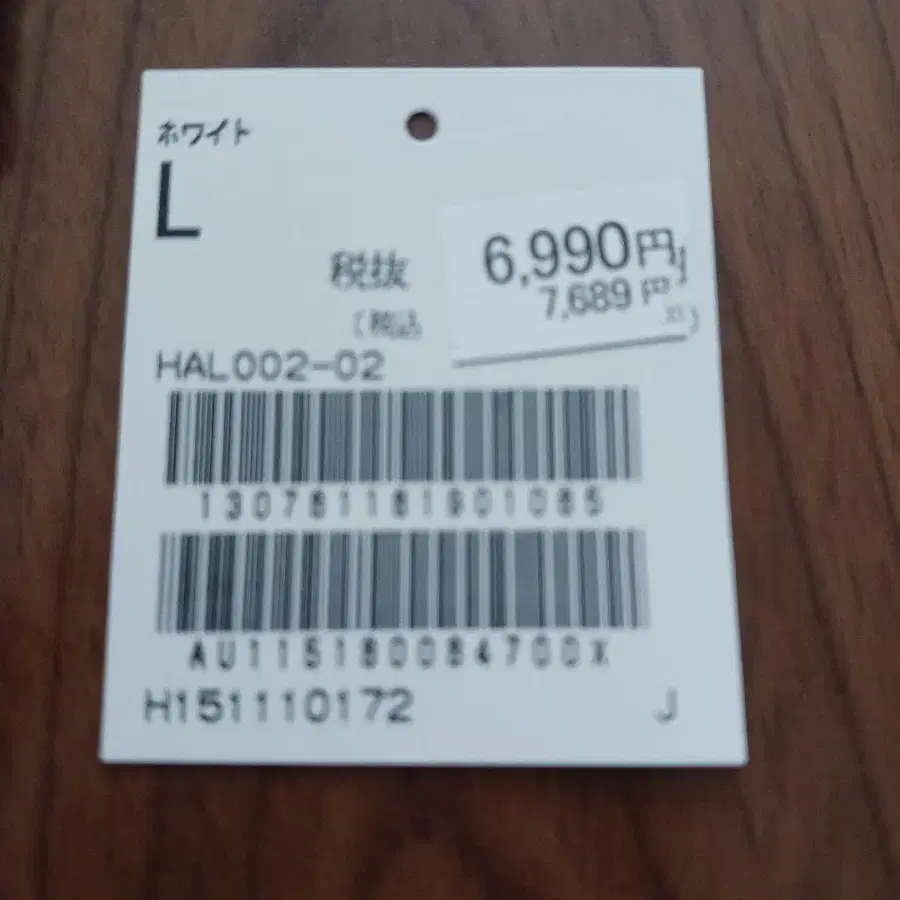 ホワイト
L
税抜 6,990円
(税込 7,689円)
HAL002-02
1307811181901085
AU115180084700X
H151110172 J